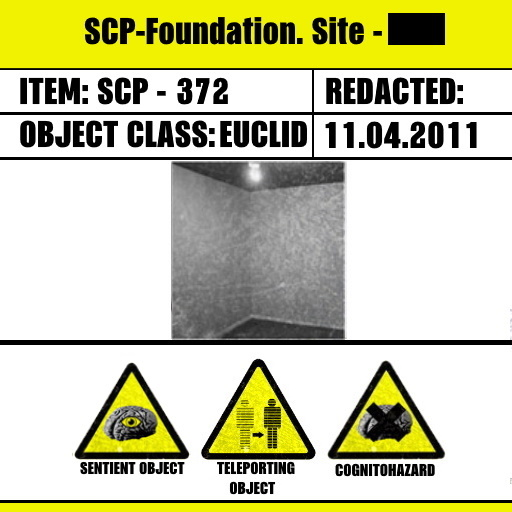 SCP-Foundation. Site -
ITEM: SCP - 372
REDACTED:
OBJECT CLASS: EUCLID
11.04.2011
SENTIENT OBJECT
TELEPORTING
OBJECT
COGNITOHAZARD